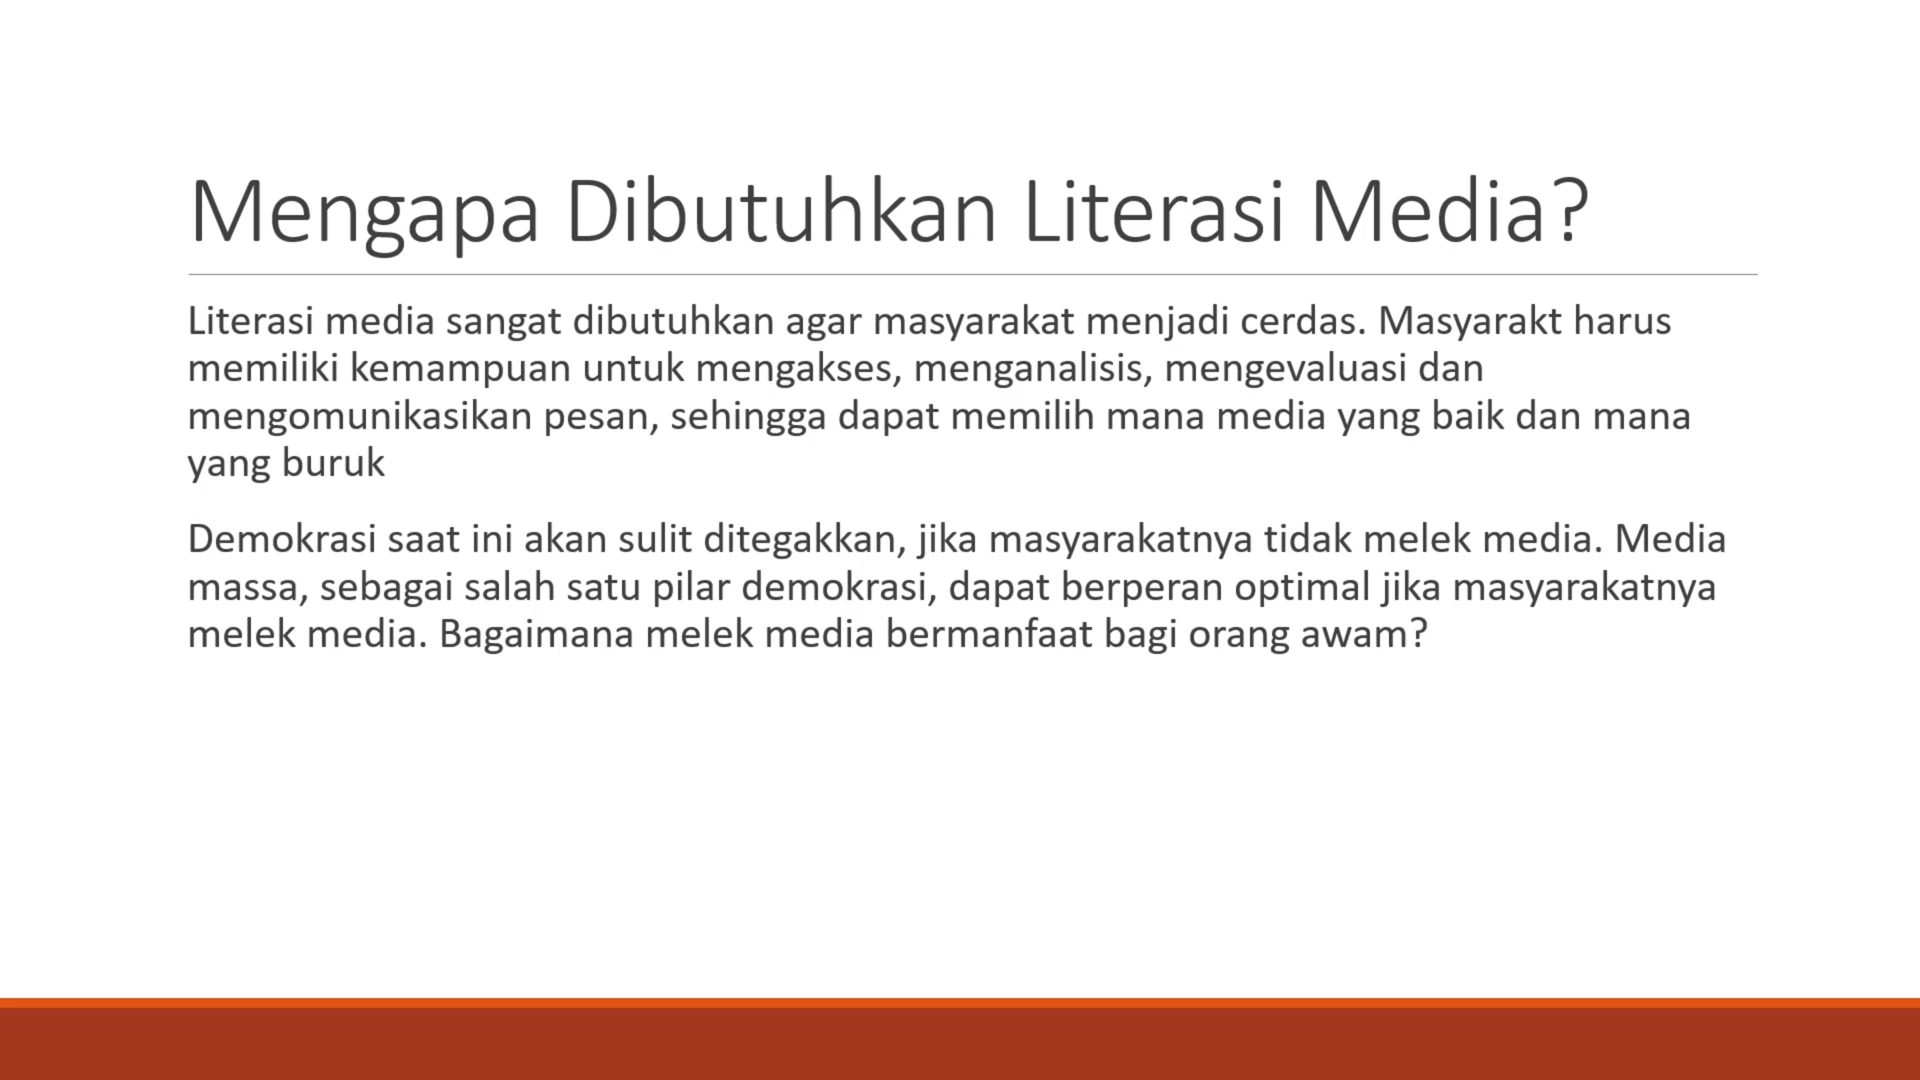 Mengapa Dibutuhkan Literasi Media?
Literasi media sangat dibutuhkan agar masyarakat menjadi cerdas. Masyarakt harus
memiliki kemampuan untuk mengakses, menganalisis, mengevaluasi dan
mengomunikasikan pesan, sehingga dapat memilih mana media yang baik dan mana
yang buruk
Demokrasi saat ini akan sulit ditegakkan, jika masyarakatnya tidak melek media. Media
massa, sebagai salah satu pilar demokrasi, dapat berperan optimal jika masyarakatnya
melek media. Bagaimana melek media bermanfaat bagi orang awam?